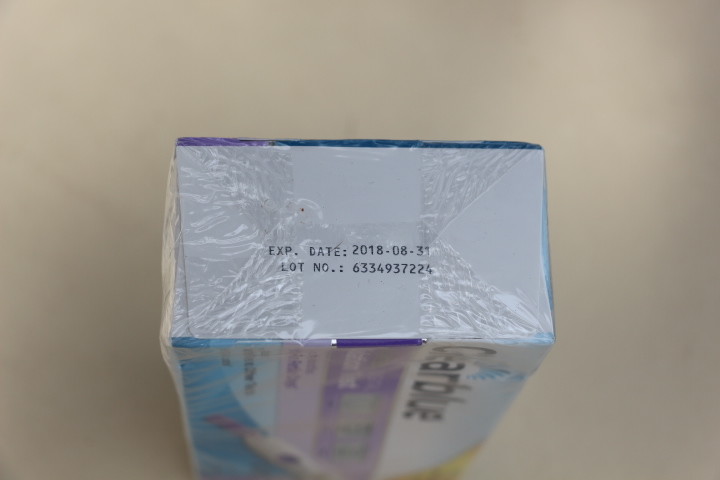 EXP. DATE: 2018-08-31
LOT NO.: 6334937224
Clearblue